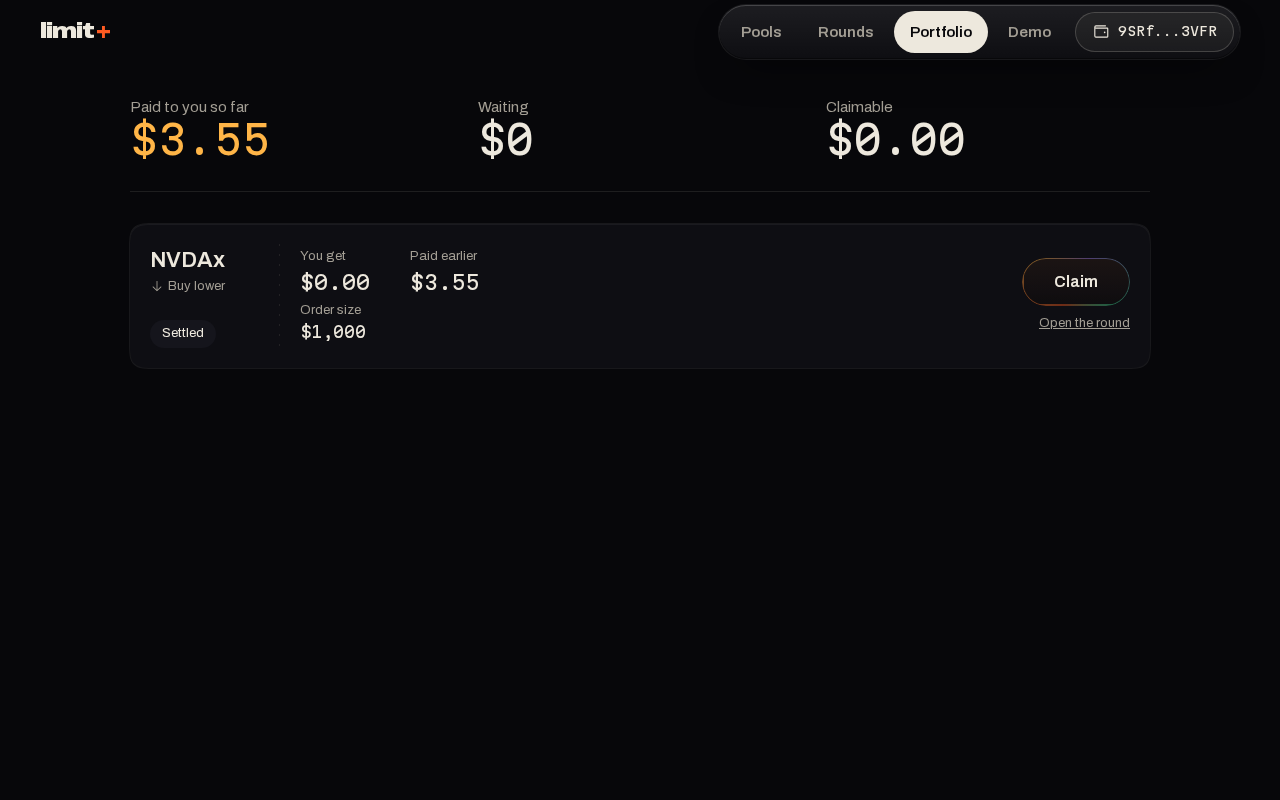 limit+
Pools Rounds Portfolio Demo 9SRf...3VFR
Paid to you so far Waiting Claimable
$3.55 $0 $0.00
NVDAx
↓ Buy lower
Settled
You get Paid earlier
$0.00 $3.55
Order size
$1,000
Claim
Open the round